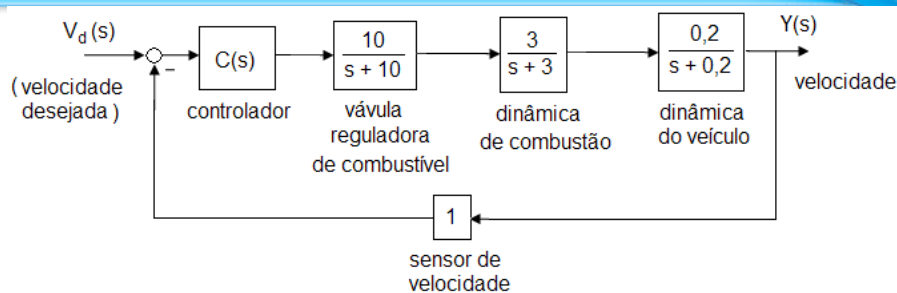 V_d (s)
( velocidade
desejada )
−
C(s)
controlador
10
s + 10
vávula
reguladora
de combustível
3
s + 3
dinâmica
de combustão
0,2
s + 0,2
dinâmica
do veículo
Y(s)
velocidade
1
sensor de
velocidade